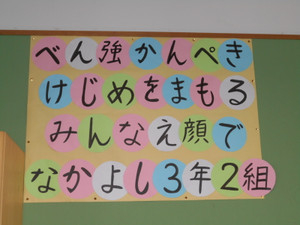 べん強かんぺき
けじめをまもる
みんなえ顔で
なかよし3年2組